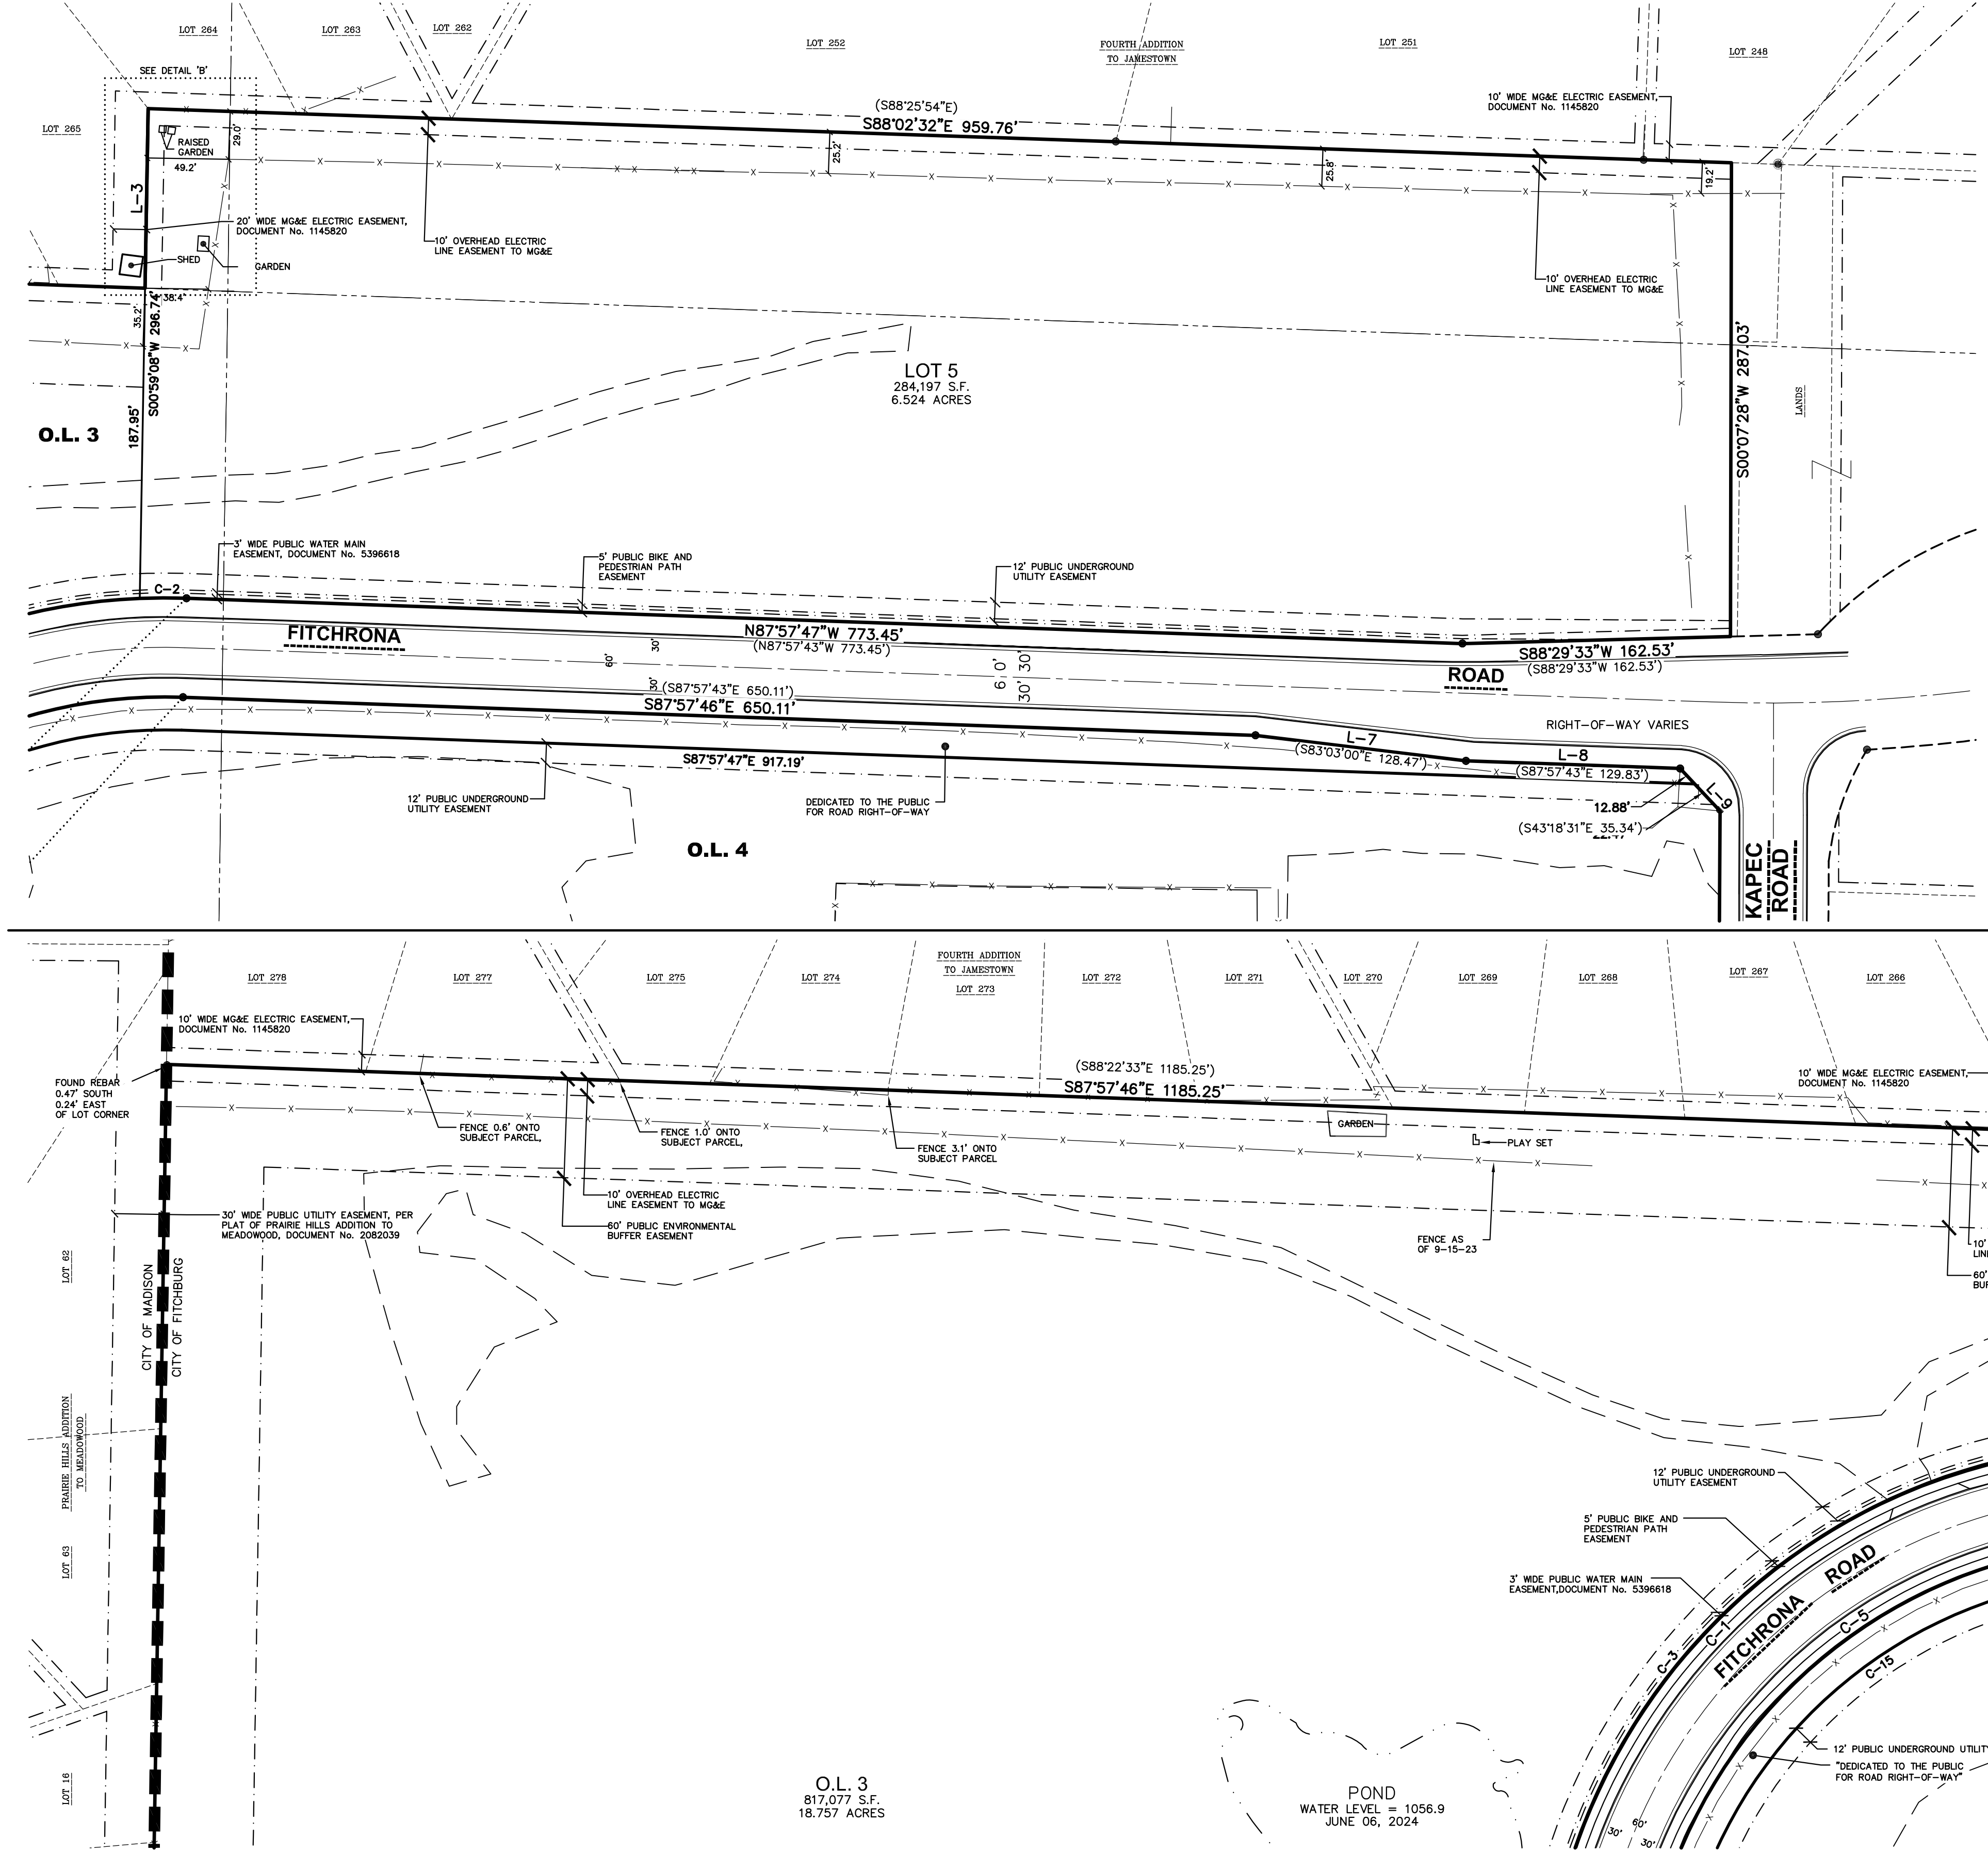 LOT 264
LOT 263
LOT 262
LOT 252
FOURTH ADDITION
TO JAMESTOWN
LOT 251
LOT 248
SEE DETAIL 'B'
LOT 265
RAISED
GARDEN
29.0'
49.2'
L-3
(S88°25'54"E)
S88°02'32"E 959.76'
25.2'
25.8'
19.2'
10' WIDE MG&E ELECTRIC EASEMENT,
DOCUMENT No. 1145820
20' WIDE MG&E ELECTRIC EASEMENT,
DOCUMENT No. 1145820
10' OVERHEAD ELECTRIC
LINE EASEMENT TO MG&E
10' OVERHEAD ELECTRIC
LINE EASEMENT TO MG&E
SHED
GARDEN
38.4'
35.2'
S00°59'08"W 296.74'
187.95'
O.L. 3
LOT 5
284,197 S.F.
6.524 ACRES
S00°07'28"W 287.03'
LANDS
3' WIDE PUBLIC WATER MAIN
EASEMENT, DOCUMENT No. 5396618
5' PUBLIC BIKE AND
PEDESTRIAN PATH
EASEMENT
12' PUBLIC UNDERGROUND
UTILITY EASEMENT
C-2
FITCHRONA
N87°57'47"W 773.45'
(N87°57'43"W 773.45')
S88°29'33"W 162.53'
(S88°29'33"W 162.53')
ROAD
60'
30'
30'
6 0'
30' 30'
(S87°57'43"E 650.11')
S87°57'46"E 650.11'
RIGHT-OF-WAY VARIES
L-7
(S83°03'00"E 128.47')
L-8
(S87°57'43"E 129.83')
L-9
S87°57'47"E 917.19'
12' PUBLIC UNDERGROUND
UTILITY EASEMENT
DEDICATED TO THE PUBLIC
FOR ROAD RIGHT-OF-WAY
12.88'
(S43°18'31"E 35.34')
O.L. 4
KAPEC
ROAD
LOT 278
LOT 277
LOT 275
LOT 274
FOURTH ADDITION
TO JAMESTOWN
LOT 273
LOT 272
LOT 271
LOT 270
LOT 269
LOT 268
LOT 267
LOT 266
10' WIDE MG&E ELECTRIC EASEMENT,
DOCUMENT No. 1145820
(S88°22'33"E 1185.25')
S87°57'46"E 1185.25'
10' WIDE MG&E ELECTRIC EASEMENT,
DOCUMENT No. 1145820
FOUND REBAR
0.47' SOUTH
0.24' EAST
OF LOT CORNER
FENCE 0.6' ONTO
SUBJECT PARCEL,
FENCE 1.0' ONTO
SUBJECT PARCEL,
FENCE 3.1' ONTO
SUBJECT PARCEL
GARDEN
PLAY SET
10' OVERHEAD ELECTRIC
LINE EASEMENT TO MG&E
60' PUBLIC ENVIRONMENTAL
BUFFER EASEMENT
30' WIDE PUBLIC UTILITY EASEMENT, PER
PLAT OF PRAIRIE HILLS ADDITION TO
MEADOWOOD, DOCUMENT No. 2082039
FENCE AS
OF 9-15-23
10'
60'
LOT 62
CITY OF MADISON
CITY OF FITCHBURG
PRAIRIE HILLS ADDITION
TO MEADOWOOD
LOT 63
LOT 16
12' PUBLIC UNDERGROUND
UTILITY EASEMENT
5' PUBLIC BIKE AND
PEDESTRIAN PATH
EASEMENT
3' WIDE PUBLIC WATER MAIN
EASEMENT,DOCUMENT No. 5396618
FITCHRONA ROAD
C-3
C-1
C-5
C-15
12' PUBLIC UNDERGROUND UTILITY
"DEDICATED TO THE PUBLIC
FOR ROAD RIGHT-OF-WAY"
30'
60'
30'
O.L. 3
817,077 S.F.
18.757 ACRES
POND
WATER LEVEL = 1056.9
JUNE 06, 2024